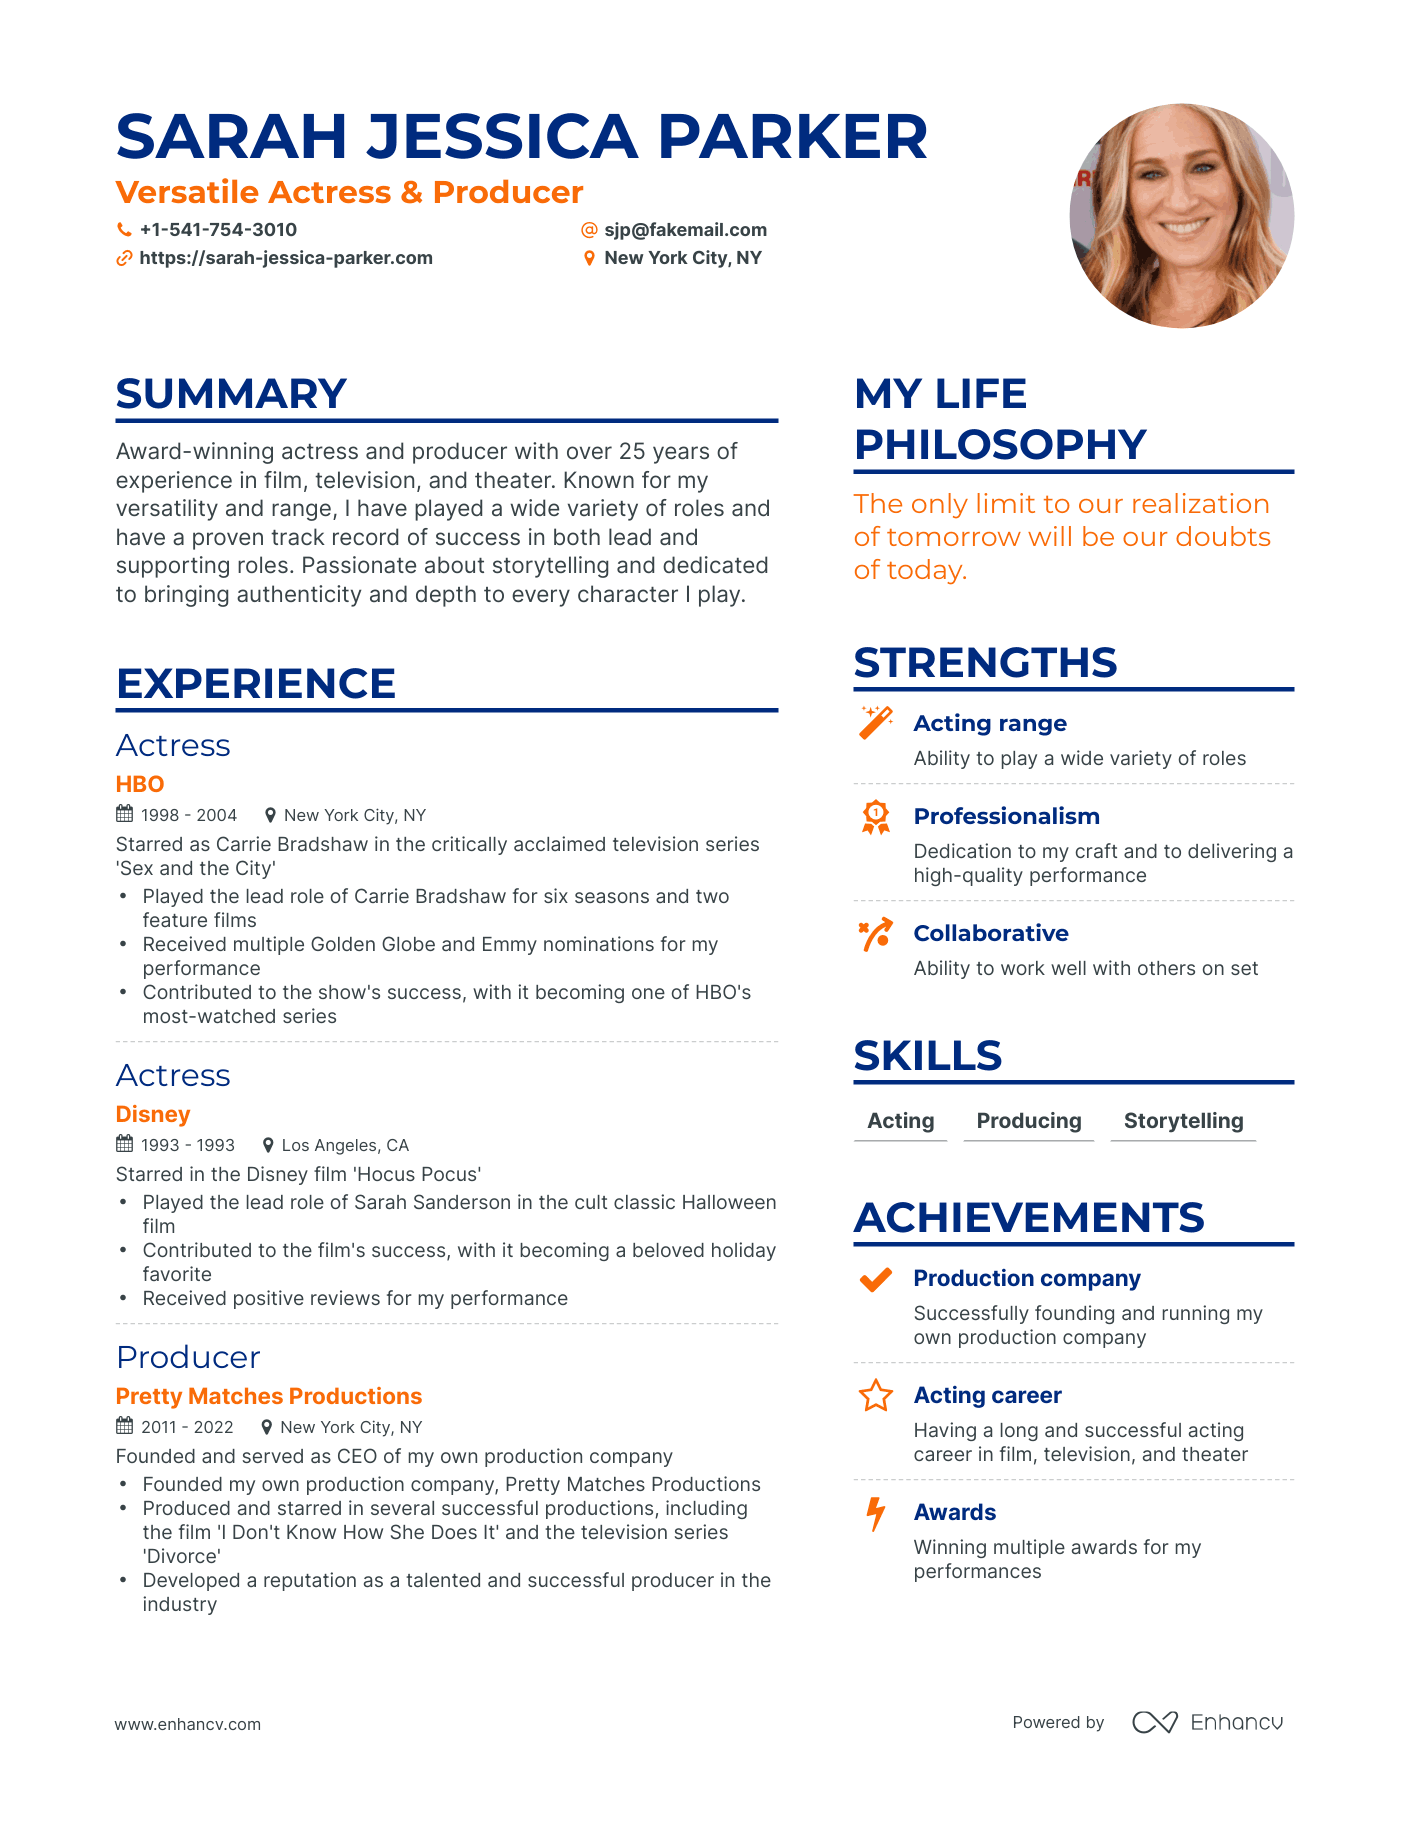 SARAH JESSICA PARKER
Versatile Actress & Producer
+1-541-754-3010
sjp@fakemail.com
https://sarah-jessica-parker.com
New York City, NY
SUMMARY
Award-winning actress and producer with over 25 years of
experience in film, television, and theater. Known for my
versatility and range, I have played a wide variety of roles and
have a proven track record of success in both lead and
supporting roles. Passionate about storytelling and dedicated
to bringing authenticity and depth to every character I play.
EXPERIENCE
Actress
HBO
1998 - 2004 New York City, NY
Starred as Carrie Bradshaw in the critically acclaimed television series
'Sex and the City'
• Played the lead role of Carrie Bradshaw for six seasons and two
feature films
• Received multiple Golden Globe and Emmy nominations for my
performance
• Contributed to the show's success, with it becoming one of HBO's
most-watched series
Actress
Disney
1993 - 1993 Los Angeles, CA
Starred in the Disney film 'Hocus Pocus'
• Played the lead role of Sarah Sanderson in the cult classic Halloween
film
• Contributed to the film's success, with it becoming a beloved holiday
favorite
• Received positive reviews for my performance
Producer
Pretty Matches Productions
2011 - 2022 New York City, NY
Founded and served as CEO of my own production company
• Founded my own production company, Pretty Matches Productions
• Produced and starred in several successful productions, including
the film 'I Don't Know How She Does It' and the television series
'Divorce'
• Developed a reputation as a talented and successful producer in the
industry
MY LIFE
PHILOSOPHY
The only limit to our realization
of tomorrow will be our doubts
of today.
STRENGTHS
Acting range
Ability to play a wide variety of roles
1
Professionalism
Dedication to my craft and to delivering a
high-quality performance
Collaborative
Ability to work well with others on set
SKILLS
Acting Producing Storytelling
ACHIEVEMENTS
Production company
Successfully founding and running my
own production company
Acting career
Having a long and successful acting
career in film, television, and theater
Awards
Winning multiple awards for my
performances
www.enhancv.com
Powered by Enhancv